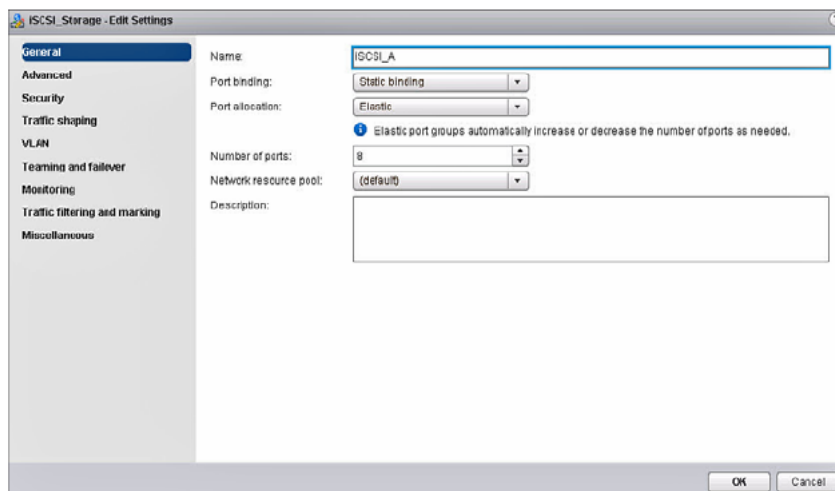 iSCSI_Storage - Edit Settings
General
Advanced
Security
Traffic shaping
VLAN
Teaming and failover
Monitoring
Traffic filtering and marking
Miscellaneous
Name: iSCSI_A
Port binding: Static binding
Port allocation: Elastic
Elastic port groups automatically increase or decrease the number of ports as needed.
Number of ports: 8
Network resource pool: (default)
Description:
OK Cancel